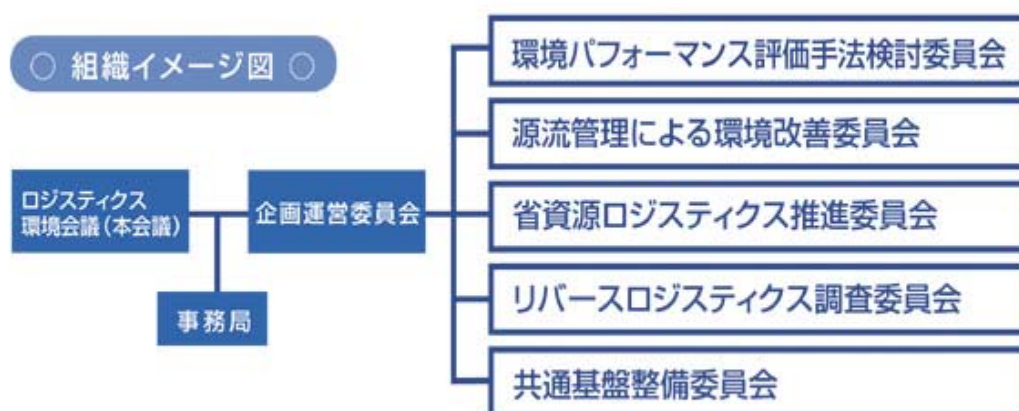 ○ 組織イメージ図 ○
ロジスティクス
環境会議(本会議)
事務局
企画運営委員会
環境パフォーマンス評価手法検討委員会
源流管理による環境改善委員会
省資源ロジスティクス推進委員会
リバースロジスティクス調査委員会
共通基盤整備委員会